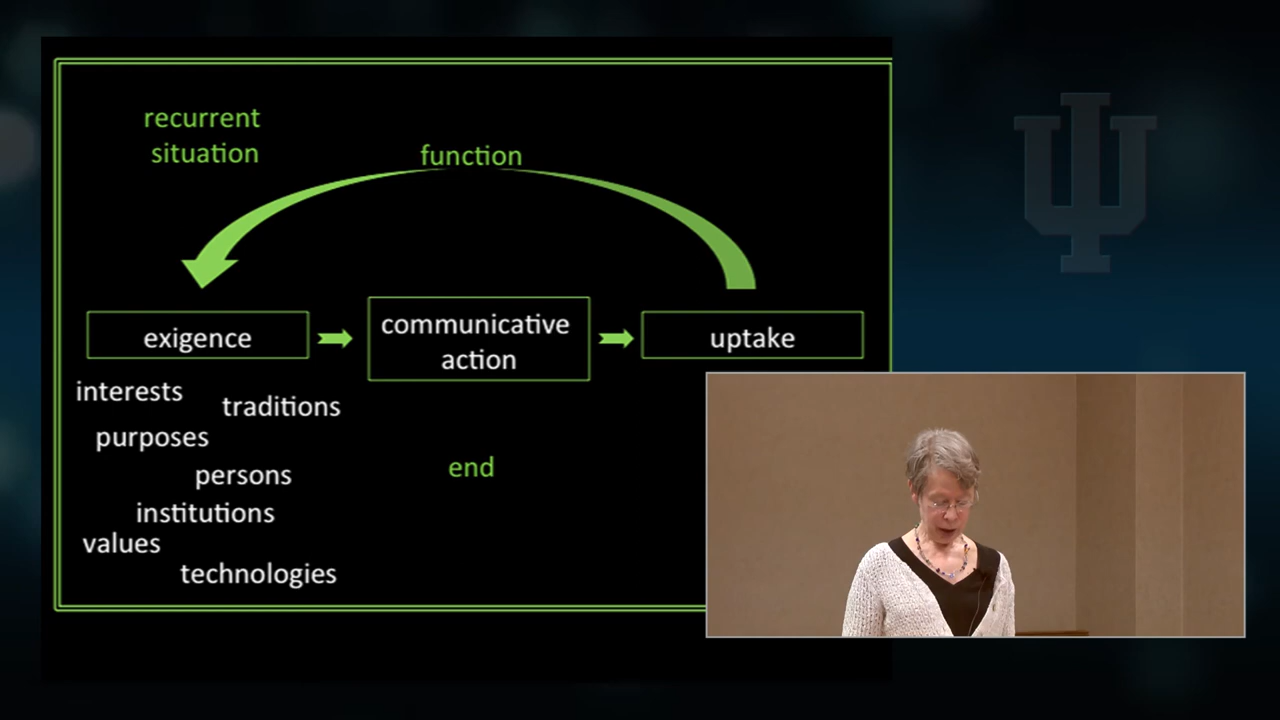 recurrent
situation
function
exigence
communicative
action
uptake
interests
traditions
purposes
persons
end
institutions
values
technologies